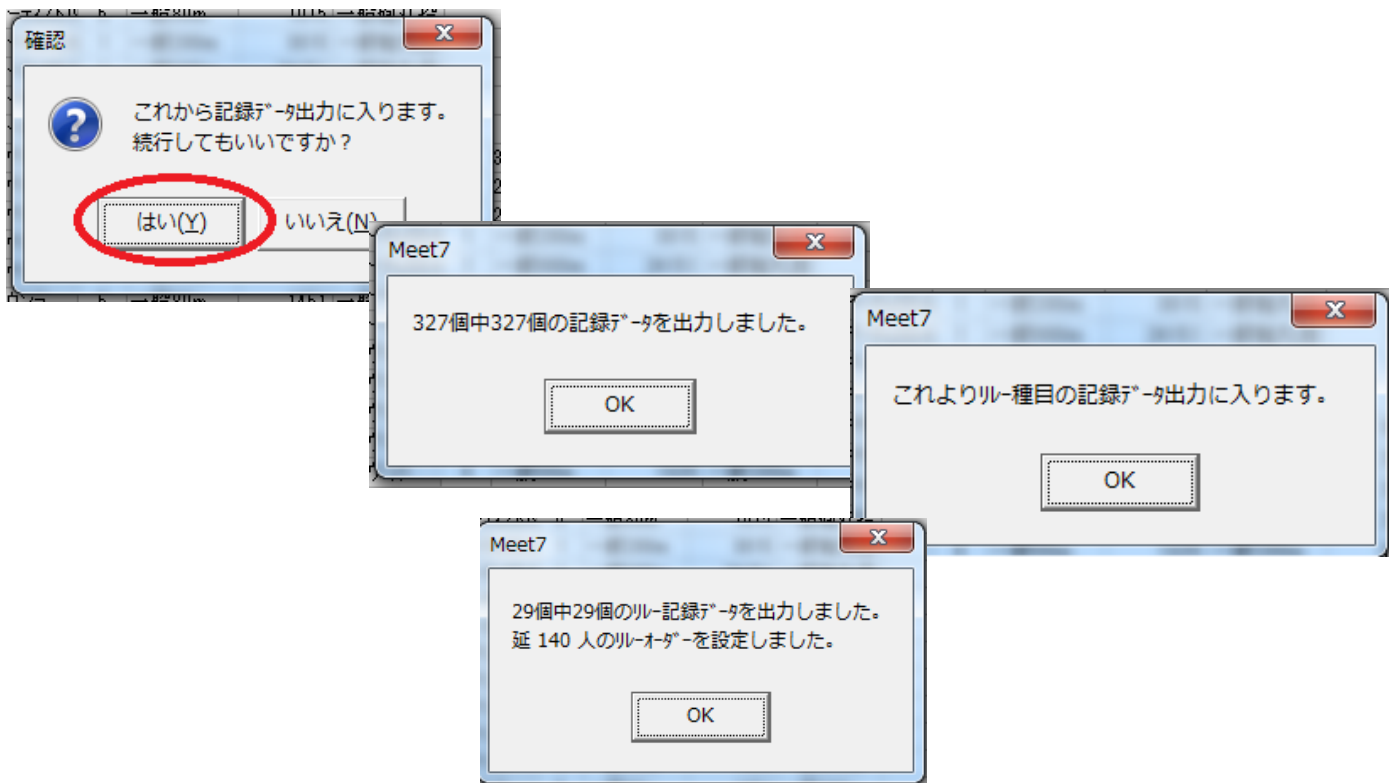 確認
これから記録ﾃﾞｰﾀ出力に入ります。
続行してもいいですか？
はい(Y)
いいえ(N)
Meet7
327個中327個の記録ﾃﾞｰﾀを出力しました。
OK
Meet7
これよりﾘﾚｰ種目の記録ﾃﾞｰﾀ出力に入ります。
OK
Meet7
29個中29個のﾘﾚｰ記録ﾃﾞｰﾀを出力しました。
延 140 人のﾘﾚｰｵｰﾀﾞｰを設定しました。
OK